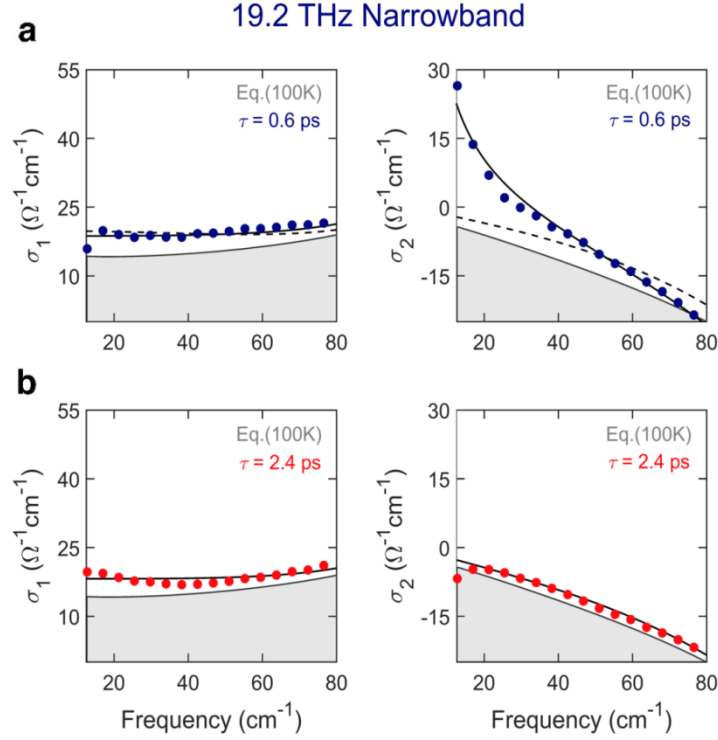 19.2 THz Narrowband
a
55
40
25
10
σ₁ (Ω⁻¹cm⁻¹)
Eq.(100K)
τ = 0.6 ps
20 40 60 80
30
15
0
-15
σ₂ (Ω⁻¹cm⁻¹)
Eq.(100K)
τ = 0.6 ps
20 40 60 80
b
55
40
25
10
σ₁ (Ω⁻¹cm⁻¹)
Eq.(100K)
τ = 2.4 ps
20 40 60 80
Frequency (cm⁻¹)
30
15
0
-15
σ₂ (Ω⁻¹cm⁻¹)
Eq.(100K)
τ = 2.4 ps
20 40 60 80
Frequency (cm⁻¹)